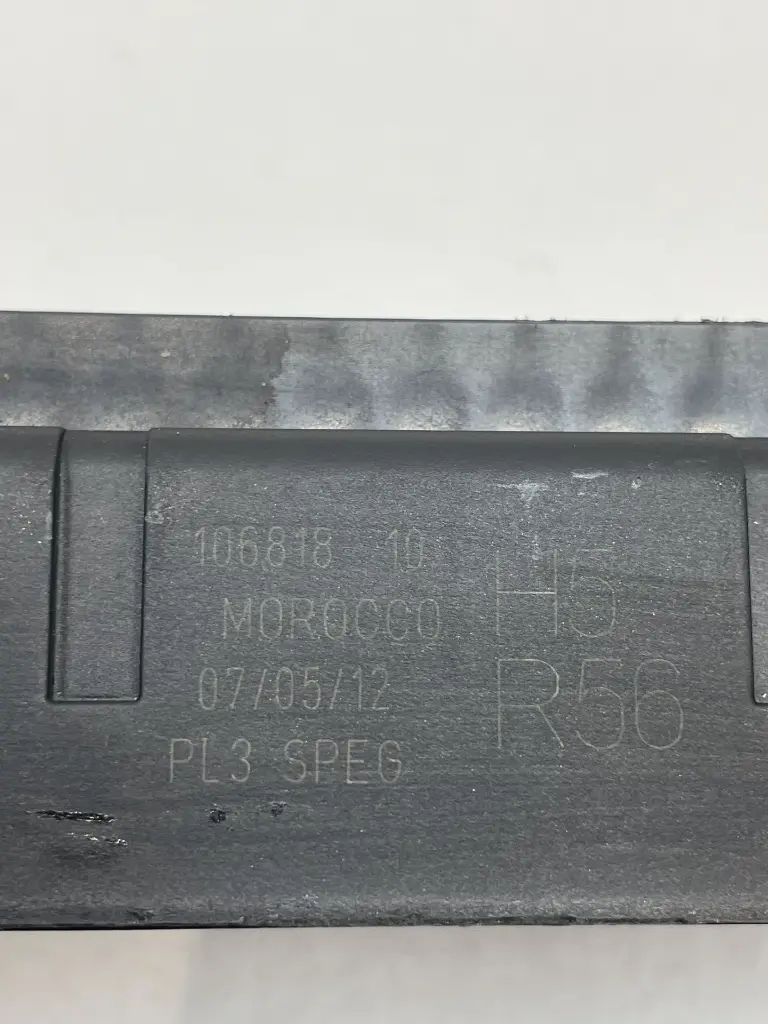 106818 10
MOROCCO
07/05/12
PL3 SPEG
H5
R56